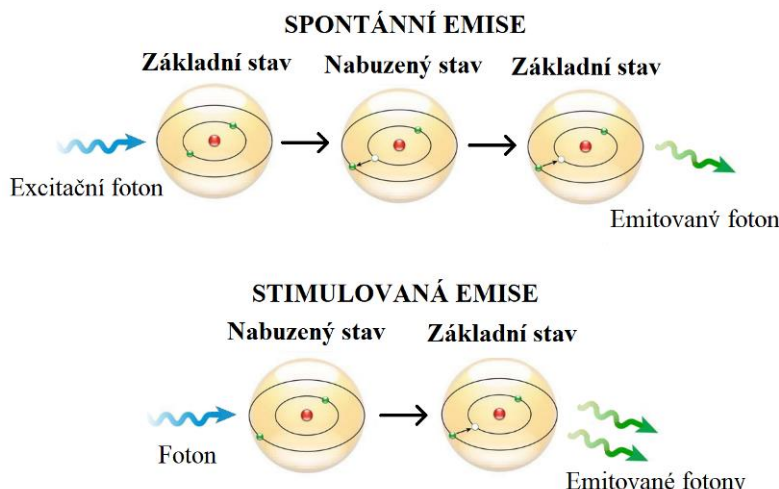 SPONTÁNNÍ EMISE
Základní stav Nabuzený stav Základní stav
Excitační foton
Emitovaný foton
STIMULOVANÁ EMISE
Nabuzený stav Základní stav
Foton
Emitované fotony